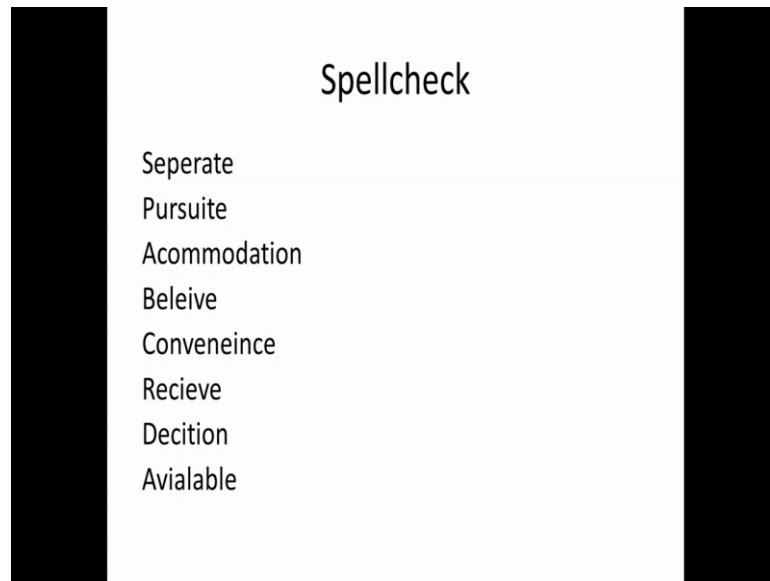 Spellcheck
Seperate
Pursuite
Acommodation
Beleive
Conveneince
Recieve
Decition
Avialable